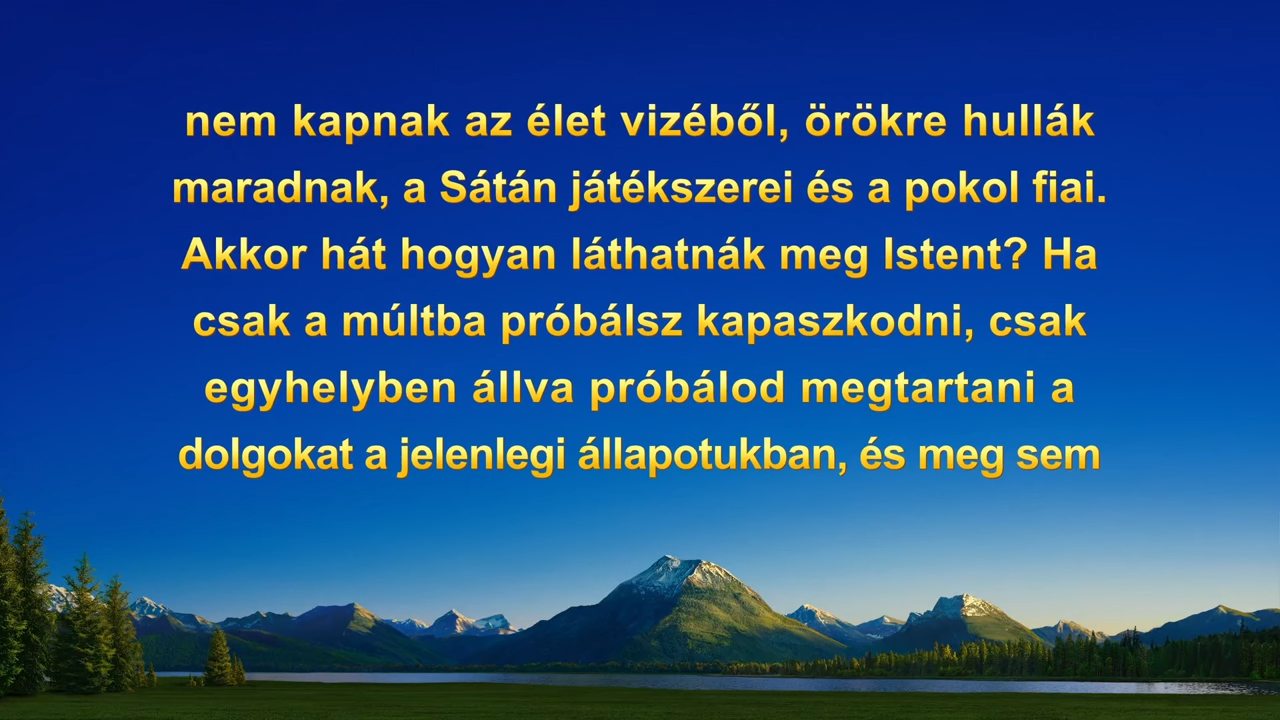 nem kapnak az élet vizéből, örökre hullák
maradnak, a Sátán játékszerei és a pokol fiai.
Akkor hát hogyan láthatnák meg Istent? Ha
csak a múltba próbálsz kapaszkodni, csak
egyhelyben állva próbálod megtartani a
dolgokat a jelenlegi állapotukban, és meg sem